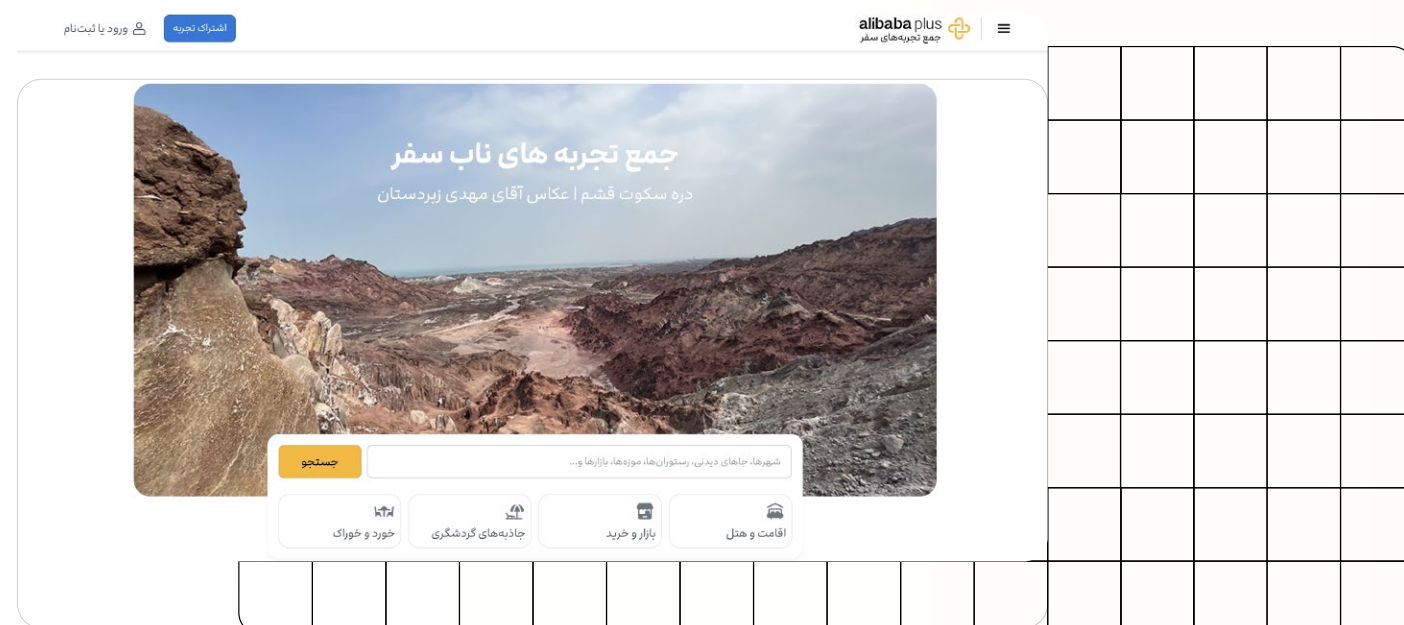 alibaba plus
جمع تجربه‌های سفر
اشتراک تجربه
ورود یا ثبت‌نام
جمع تجربه های ناب سفر
دره سکوت قشم | عکاس آقای مهدی زبردستان
شهرها، جاهای دیدنی، رستوران‌ها، موزه‌ها، بازارها و...
جستجو
اقامت و هتل
بازار و خرید
جاذبه‌های گردشگری
خورد و خوراک